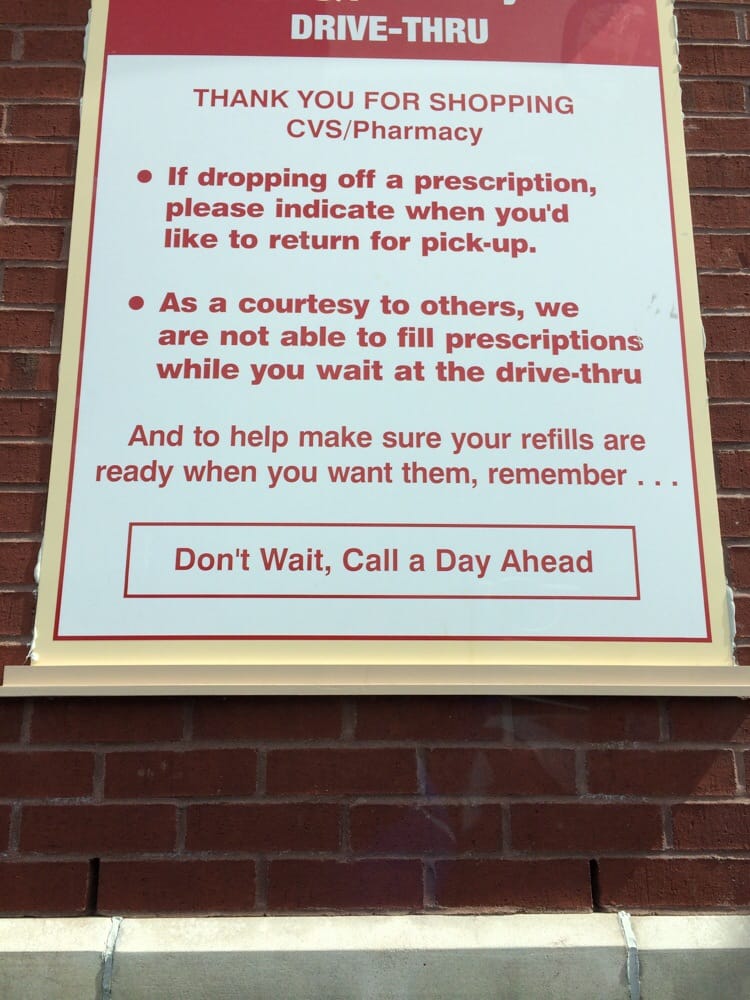 DRIVE-THRU
THANK YOU FOR SHOPPING
CVS/Pharmacy
• If dropping off a prescription,
please indicate when you'd
like to return for pick-up.
• As a courtesy to others, we
are not able to fill prescriptions
while you wait at the drive-thru
And to help make sure your refills are
ready when you want them, remember . . .
Don't Wait, Call a Day Ahead